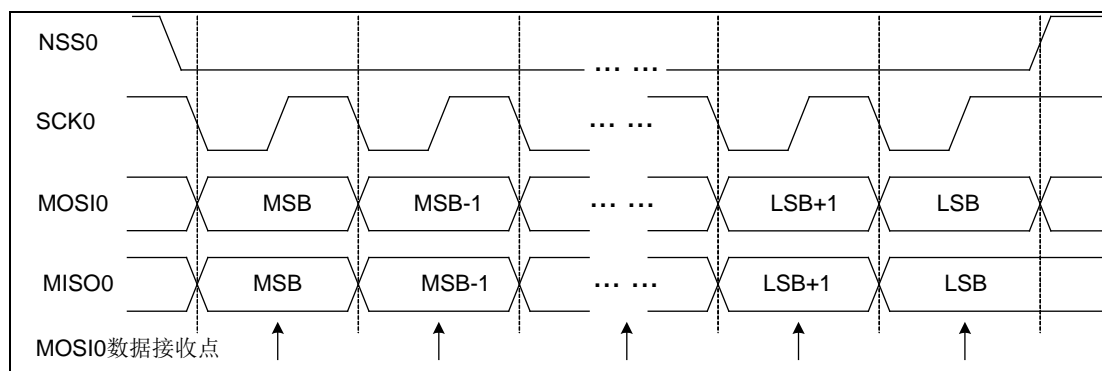 NSS0
... ...
SCK0
... ...
MOSI0 MSB MSB-1 ... ... LSB+1 LSB
MISO0 MSB MSB-1 ... ... LSB+1 LSB
MOSI0数据接收点